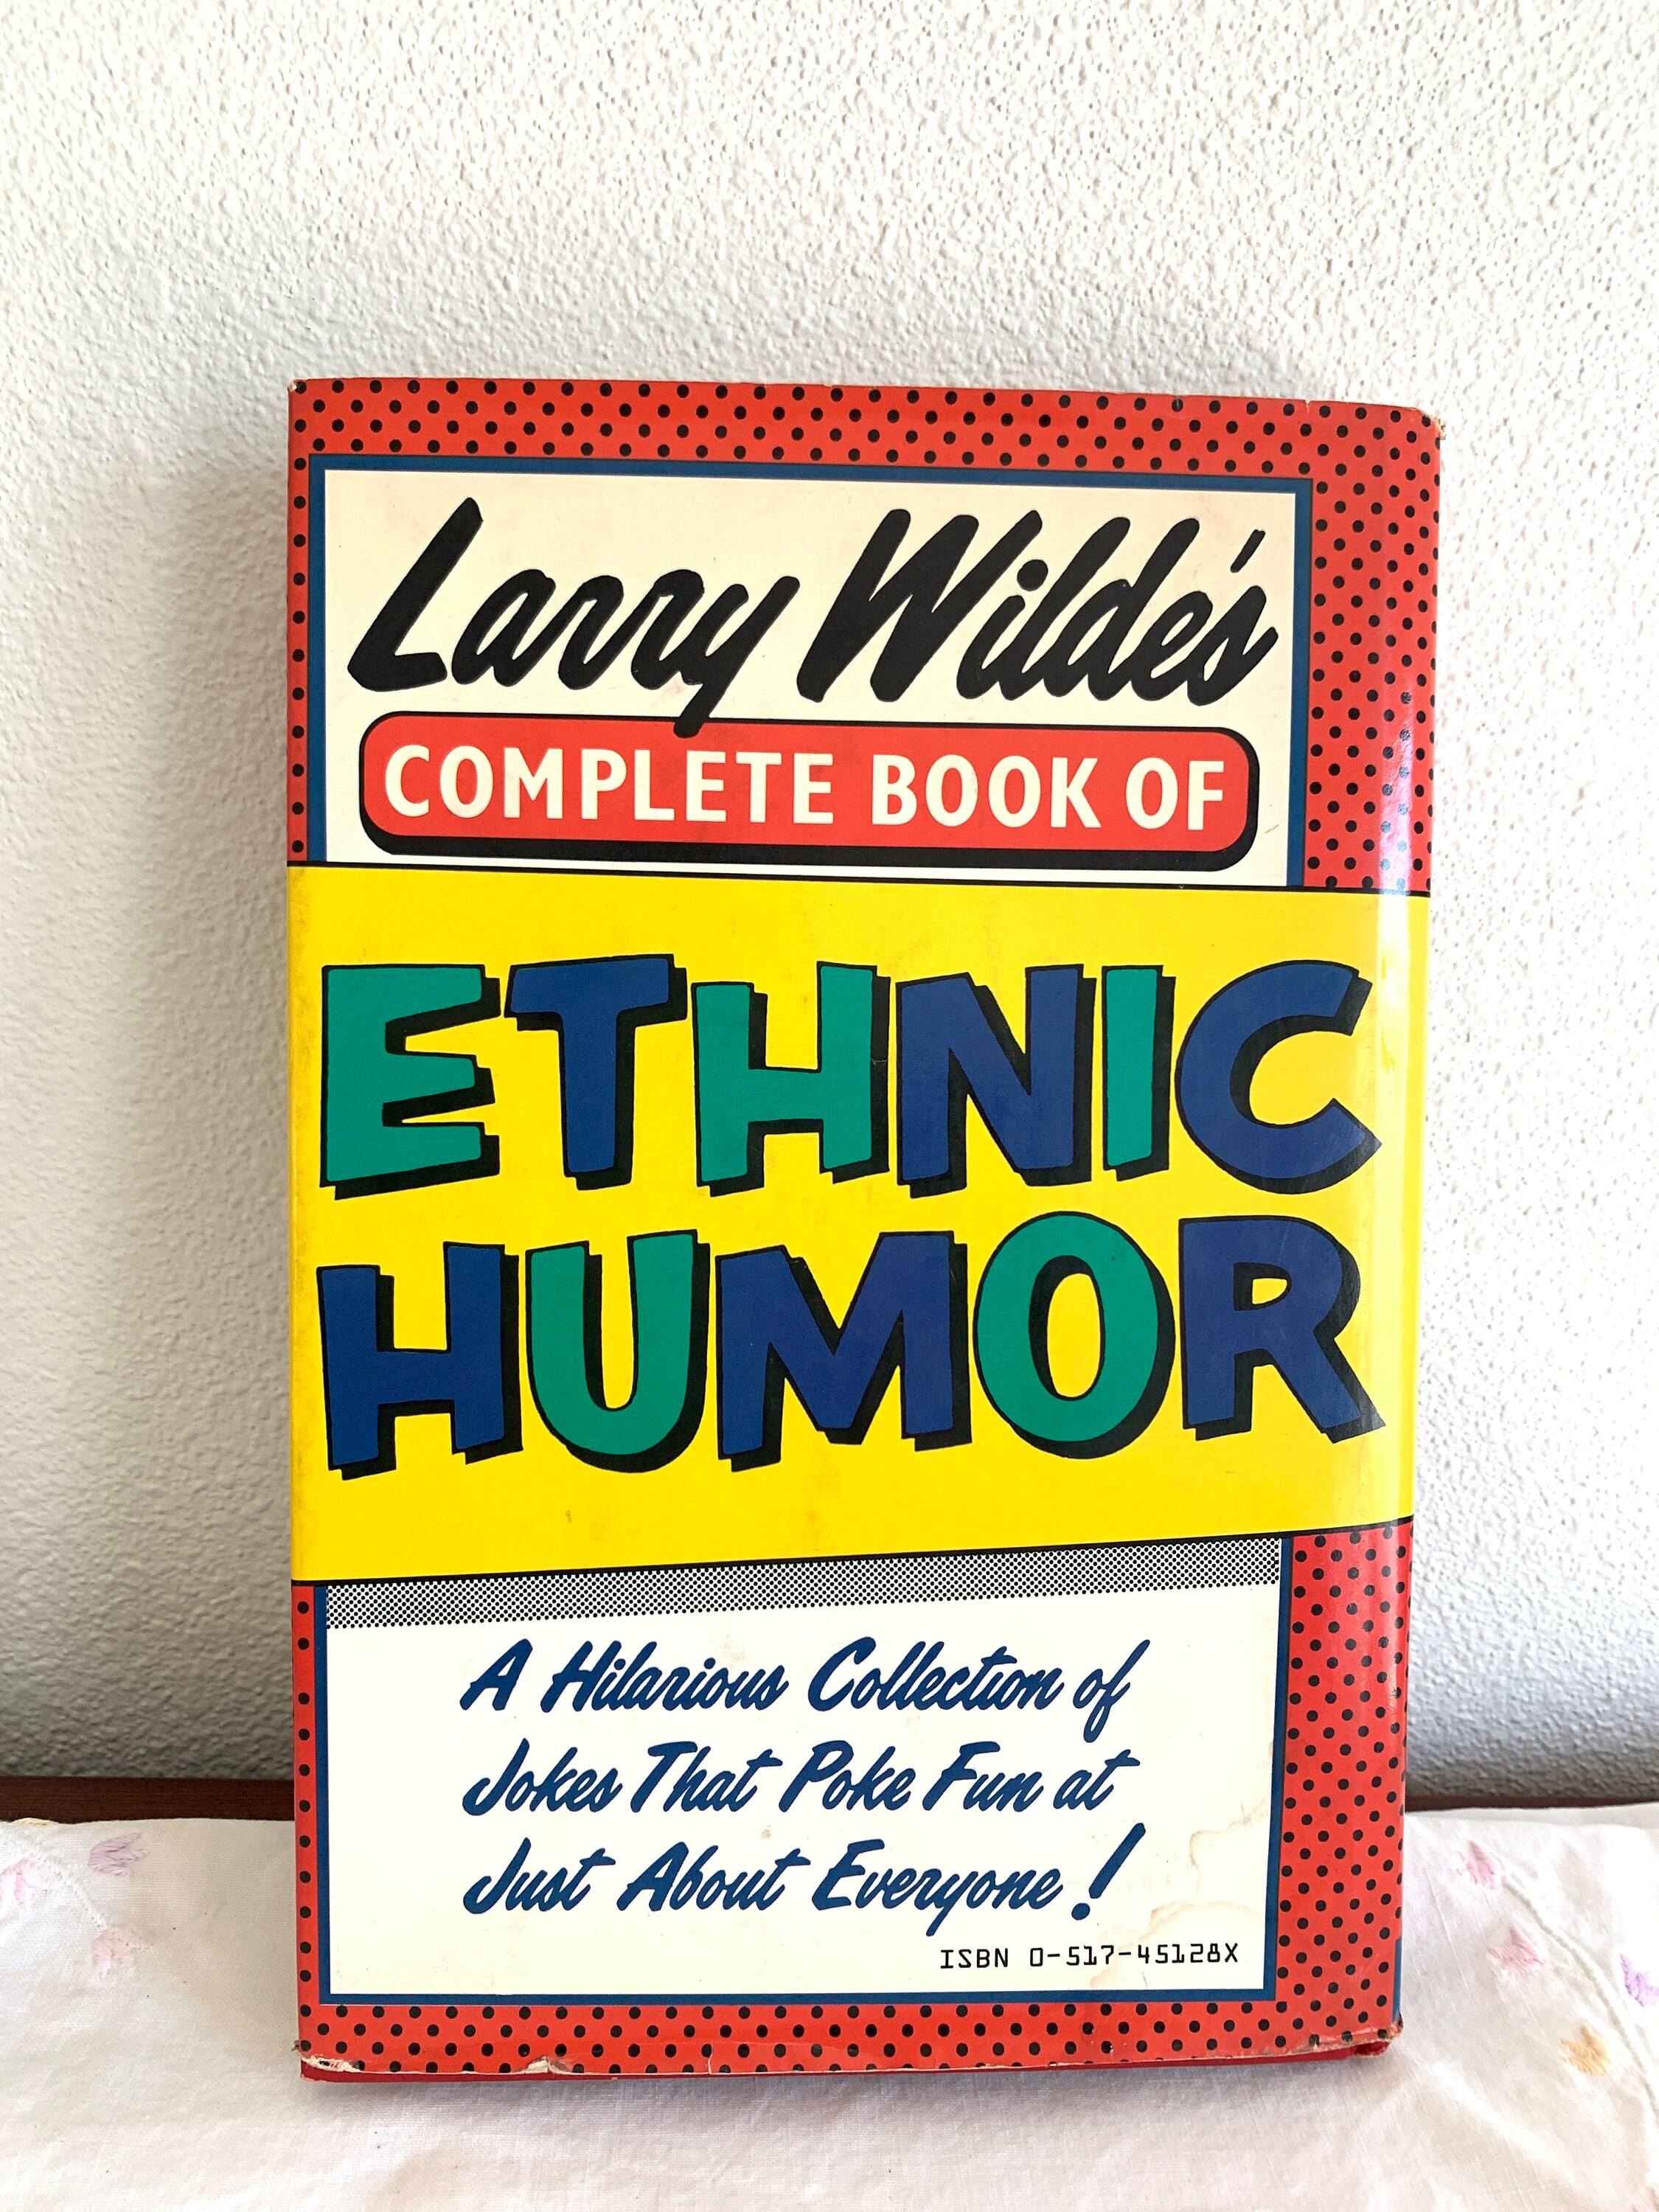 Larry Wilde's
COMPLETE BOOK OF
ETHNIC
HUMOR
A Hilarious Collection of
Jokes That Poke Fun at
Just About Everyone!
ISBN 0-517-45128X